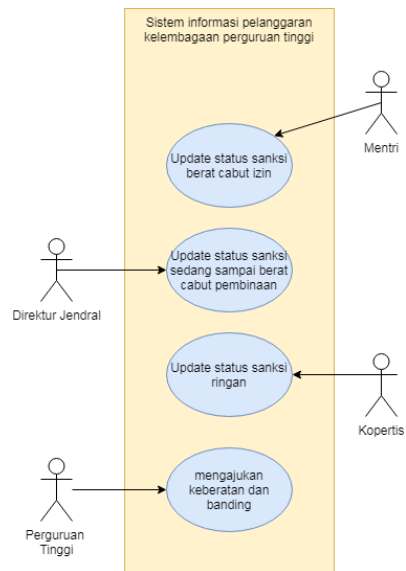 Sistem informasi pelanggaran
kelembagaan perguruan tinggi
Mentri
Update status sanksi
berat cabut izin
Update status sanksi
sedang sampai berat
cabut pembinaan
Direktur Jendral
Update status sanksi
ringan
Kopertis
mengajukan
keberatan dan
banding
Perguruan
Tinggi